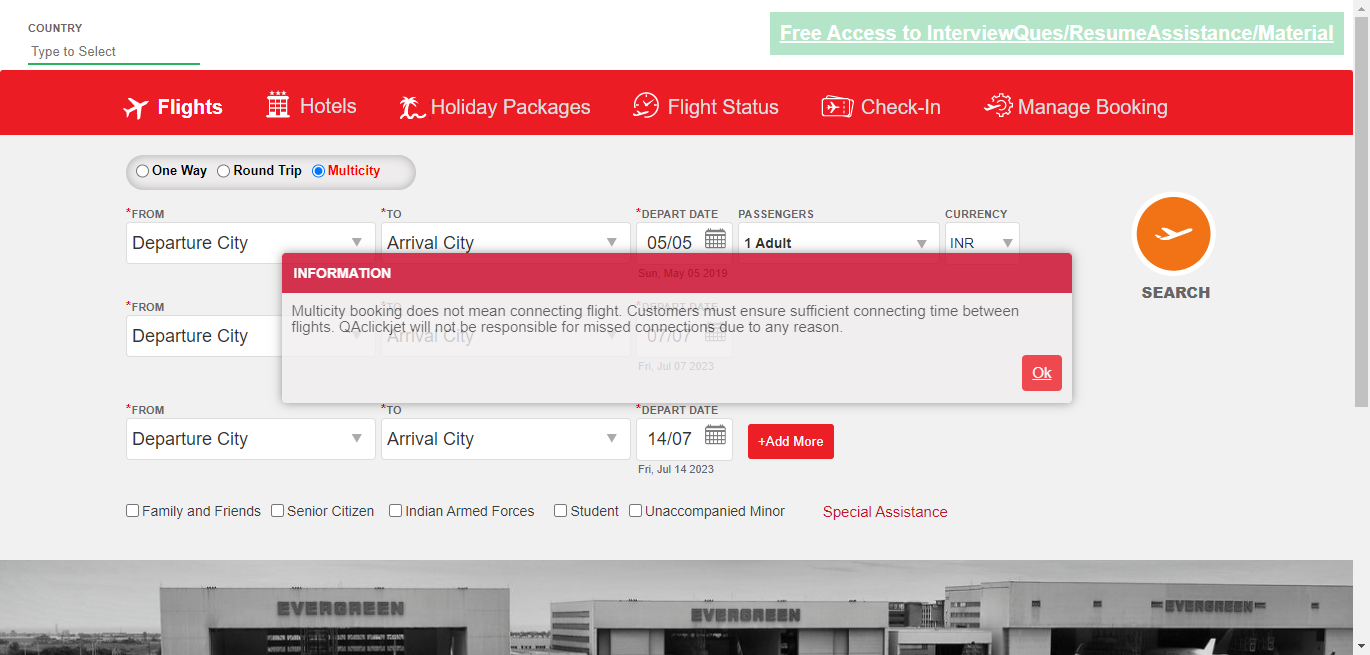 COUNTRY
Type to Select
Free Access to InterviewQues/ResumeAssistance/Material
Flights Hotels Holiday Packages Flight Status Check-In Manage Booking
One Way Round Trip Multicity
*FROM *TO *DEPART DATE PASSENGERS CURRENCY
Departure City Arrival City 05/05 1 Adult INR
Sun, May 05 2019
SEARCH
INFORMATION
Multicity booking does not mean connecting flight. Customers must ensure sufficient connecting time between
flights. QAclickjet will not be responsible for missed connections due to any reason.
Ok
*FROM *TO *DEPART DATE
Departure City Arrival City 07/07
Fri, Jul 07 2023
*FROM *TO *DEPART DATE
Departure City Arrival City 14/07 +Add More
Fri, Jul 14 2023
Family and Friends Senior Citizen Indian Armed Forces Student Unaccompanied Minor Special Assistance
EVERGREEN EVERGREEN EVERGREEN